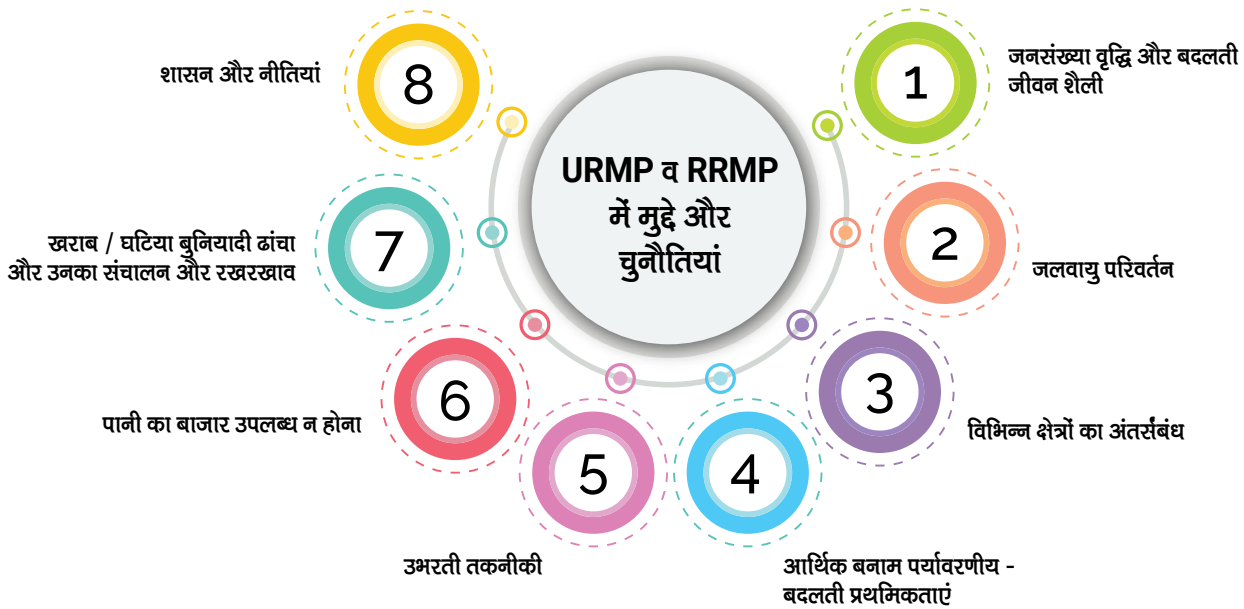 URMP व RRMP
में मुद्दे और
चुनौतियां
1
जनसंख्या वृद्धि और बदलती
जीवन शैली
2
जलवायु परिवर्तन
3
विभिन्न क्षेत्रों का अंतर्संबंध
4
आर्थिक बनाम पर्यावरणीय -
बदलती प्रथमिकताएं
5
उभरती तकनीकी
6
पानी का बाजार उपलब्ध न होना
7
खराब / घटिया बुनियादी ढांचा
और उनका संचालन और रखरखाव
8
शासन और नीतियां